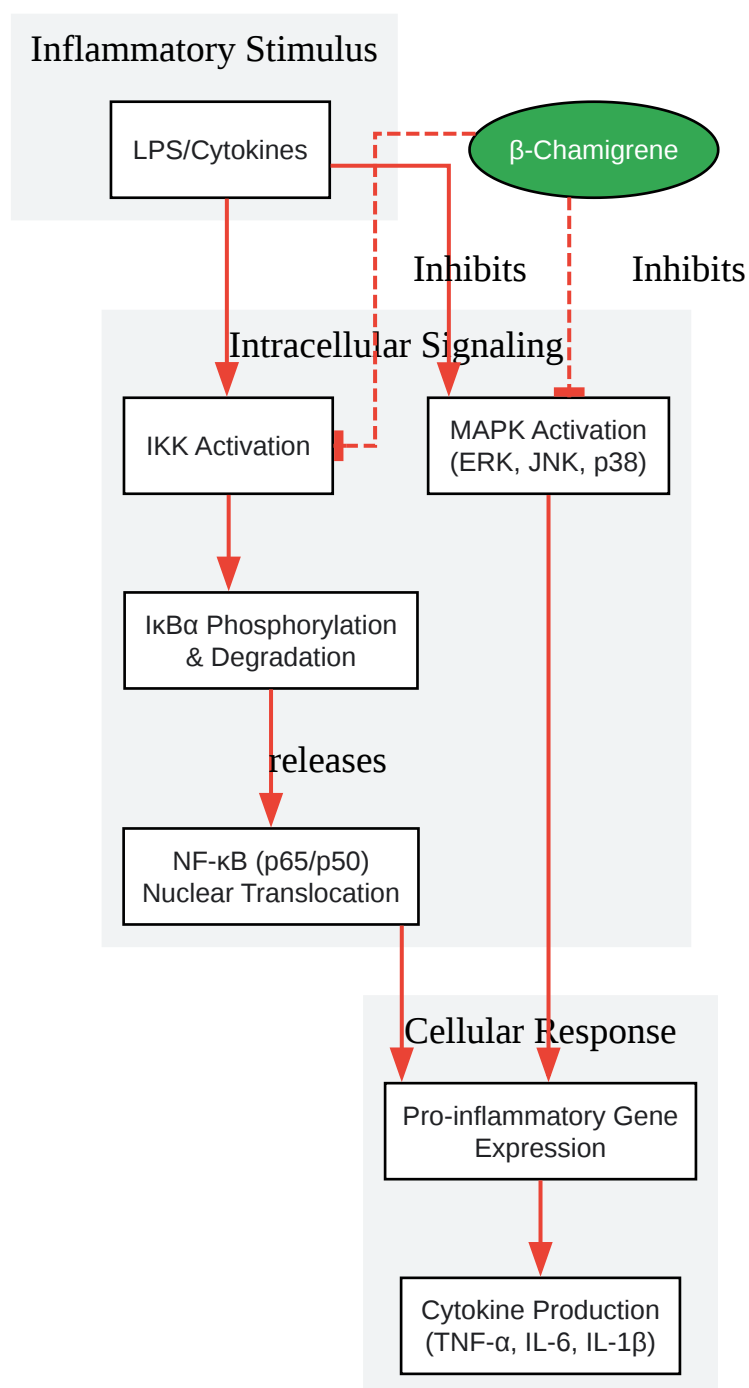 Inflammatory Stimulus
LPS/Cytokines
β-Chamigrene
Inhibits
Inhibits
Intracellular Signaling
IKK Activation
MAPK Activation
(ERK, JNK, p38)
IκBα Phosphorylation
& Degradation
releases
NF-κB (p65/p50)
Nuclear Translocation
Cellular Response
Pro-inflammatory Gene
Expression
Cytokine Production
(TNF-α, IL-6, IL-1β)